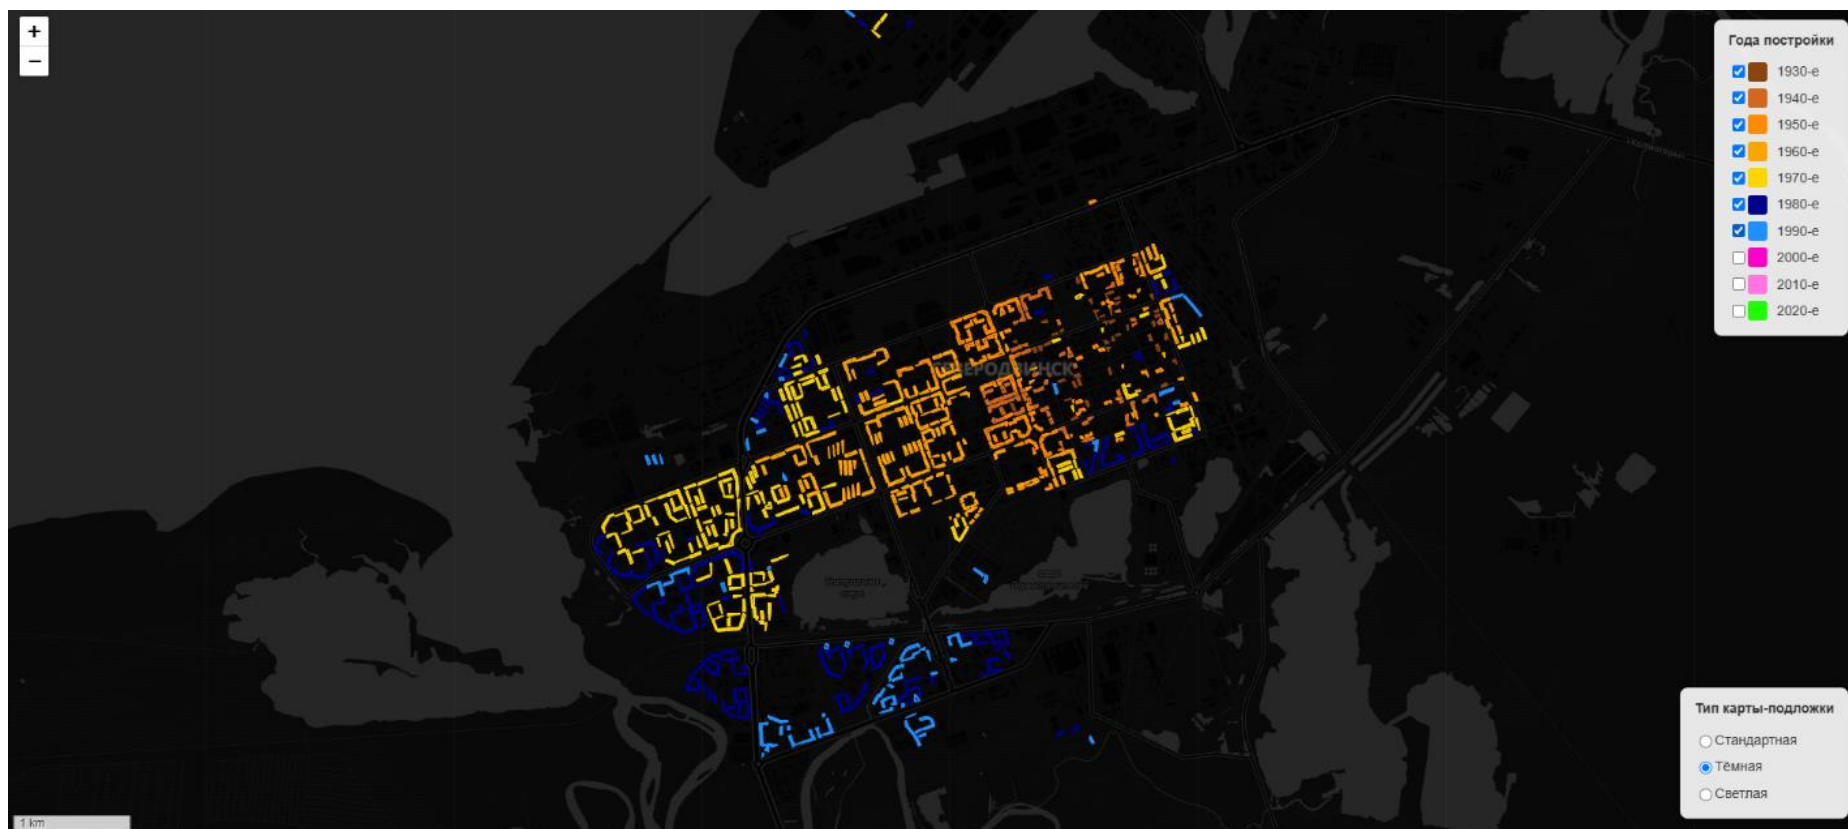 +
−
Года постройки
1930-е
1940-е
1950-е
1960-е
1970-е
1980-е
1990-е
2000-е
2010-е
2020-е
Тип карты-подложки
Стандартная
Тёмная
Светлая
1 km